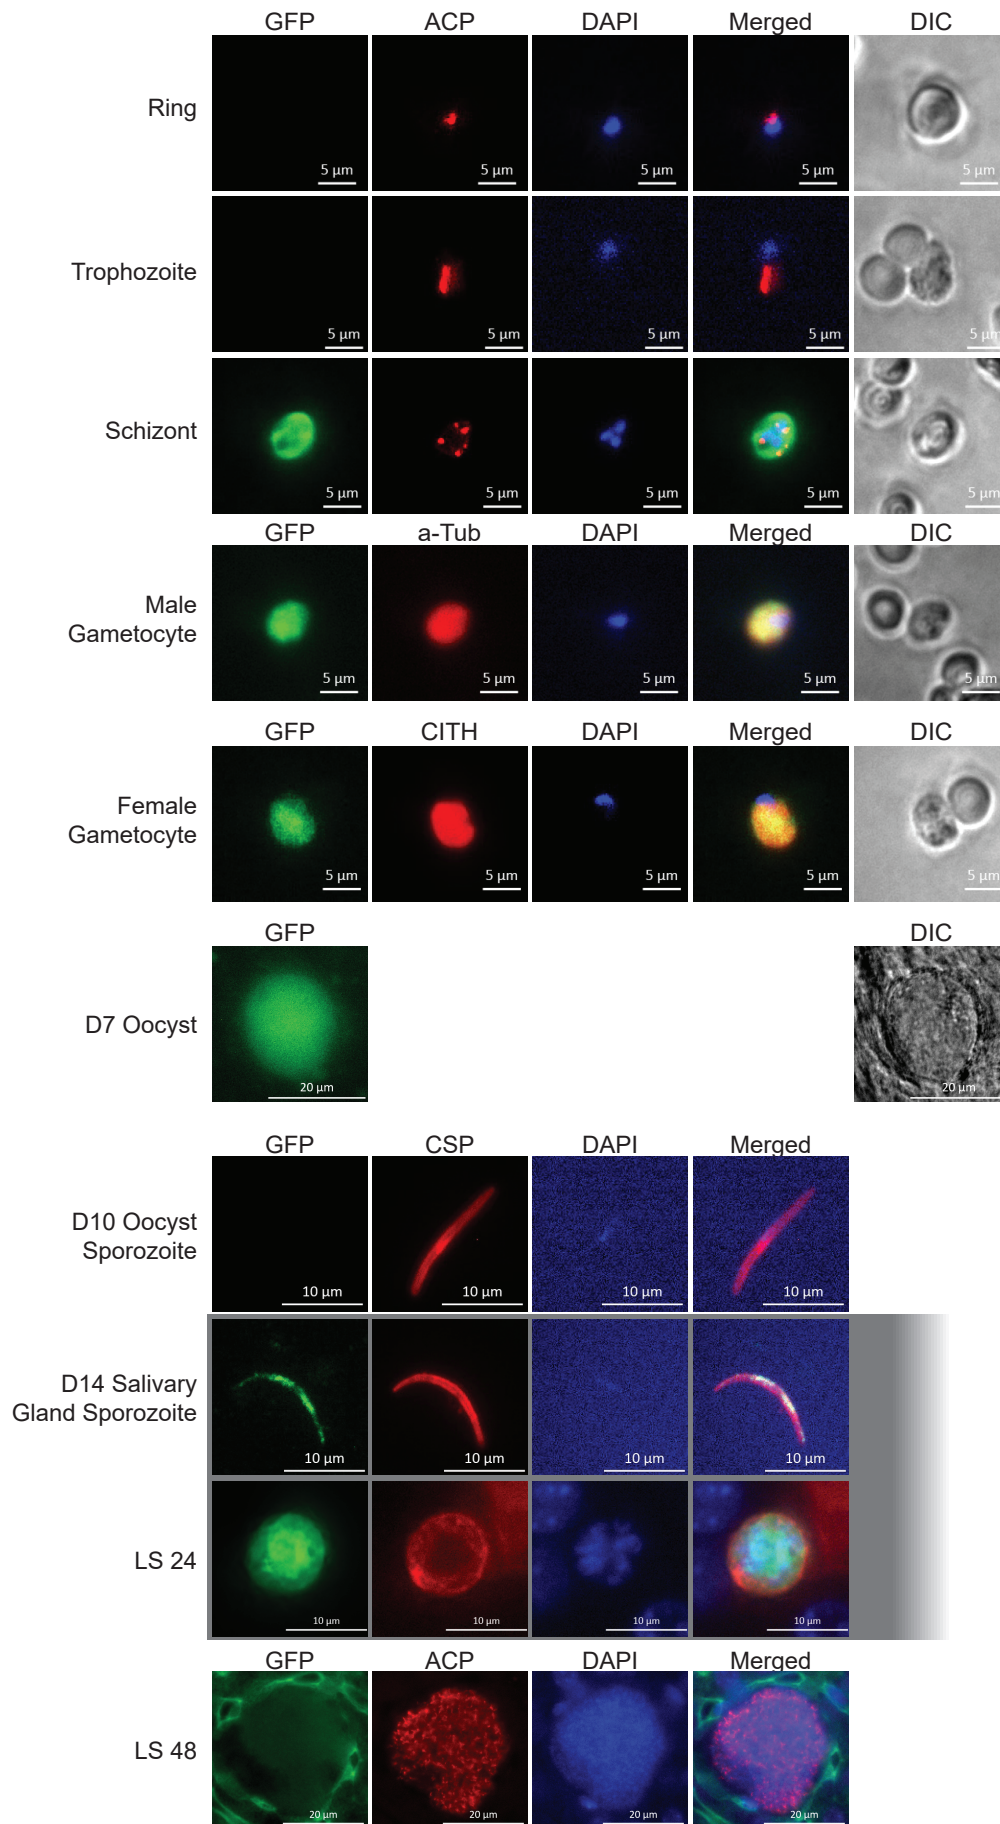 GFP ACP DAPI Merged DIC
Ring
5 μm 5 μm 5 μm 5 μm 5 μm
Trophozoite
5 μm 5 μm 5 μm 5 μm 5 μm
Schizont
5 μm 5 μm 5 μm 5 μm 5 μm
GFP a-Tub DAPI Merged DIC
Male
Gametocyte
5 μm 5 μm 5 μm 5 μm 5 μm
GFP CITH DAPI Merged DIC
Female
Gametocyte
5 μm 5 μm 5 μm 5 μm 5 μm
GFP DIC
D7 Oocyst
20 μm 20 μm
GFP CSP DAPI Merged
D10 Oocyst
Sporozoite
10 μm 10 μm 10 μm 10 μm
D14 Salivary
Gland Sporozoite
10 μm 10 μm 10 μm 10 μm
LS 24
10 μm 10 μm 10 μm 10 μm
GFP ACP DAPI Merged
LS 48
20 μm 20 μm 20 μm 20 μm